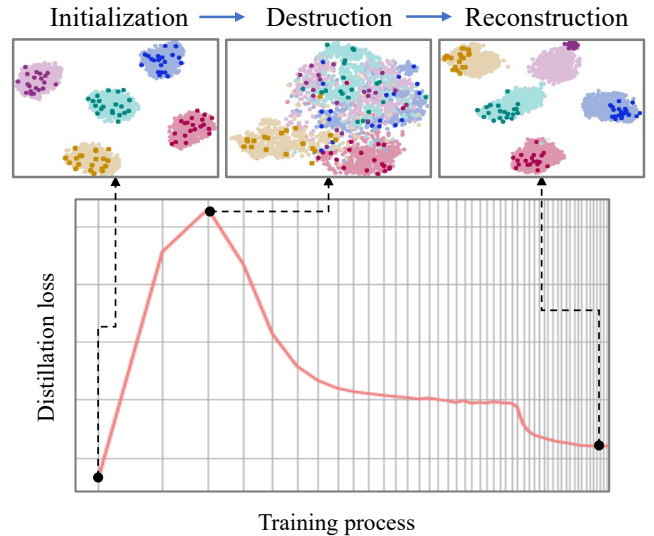 Initialization → Destruction → Reconstruction
Distillation loss
Training process